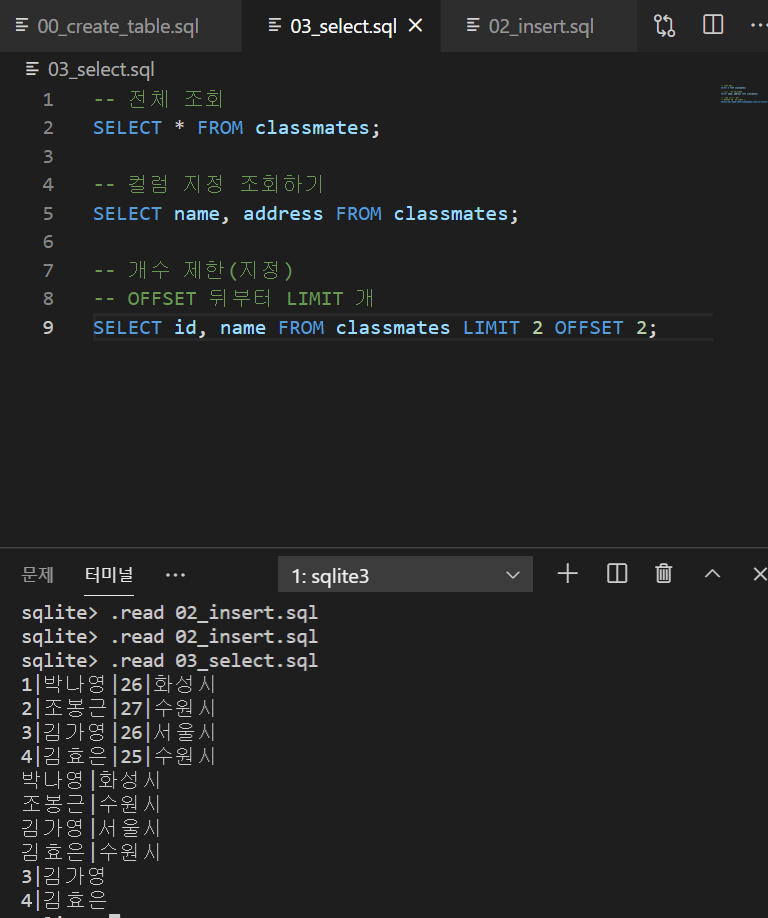 00_create_table.sql 03_select.sql 02_insert.sql
03_select.sql
1 -- 전체 조회
2 SELECT * FROM classmates;
3
4 -- 컬럼 지정 조회하기
5 SELECT name, address FROM classmates;
6
7 -- 개수 제한(지정)
8 -- OFFSET 뒤부터 LIMIT 개
9 SELECT id, name FROM classmates LIMIT 2 OFFSET 2;
문제 터미널 ··· 1: sqlite3
sqlite> .read 02_insert.sql
sqlite> .read 02_insert.sql
sqlite> .read 03_select.sql
1|박나영|26|화성시
2|조봉근|27|수원시
3|김가영|26|서울시
4|김효은|25|수원시
박나영|화성시
조봉근|수원시
김가영|서울시
김효은|수원시
3|김가영
4|김효은